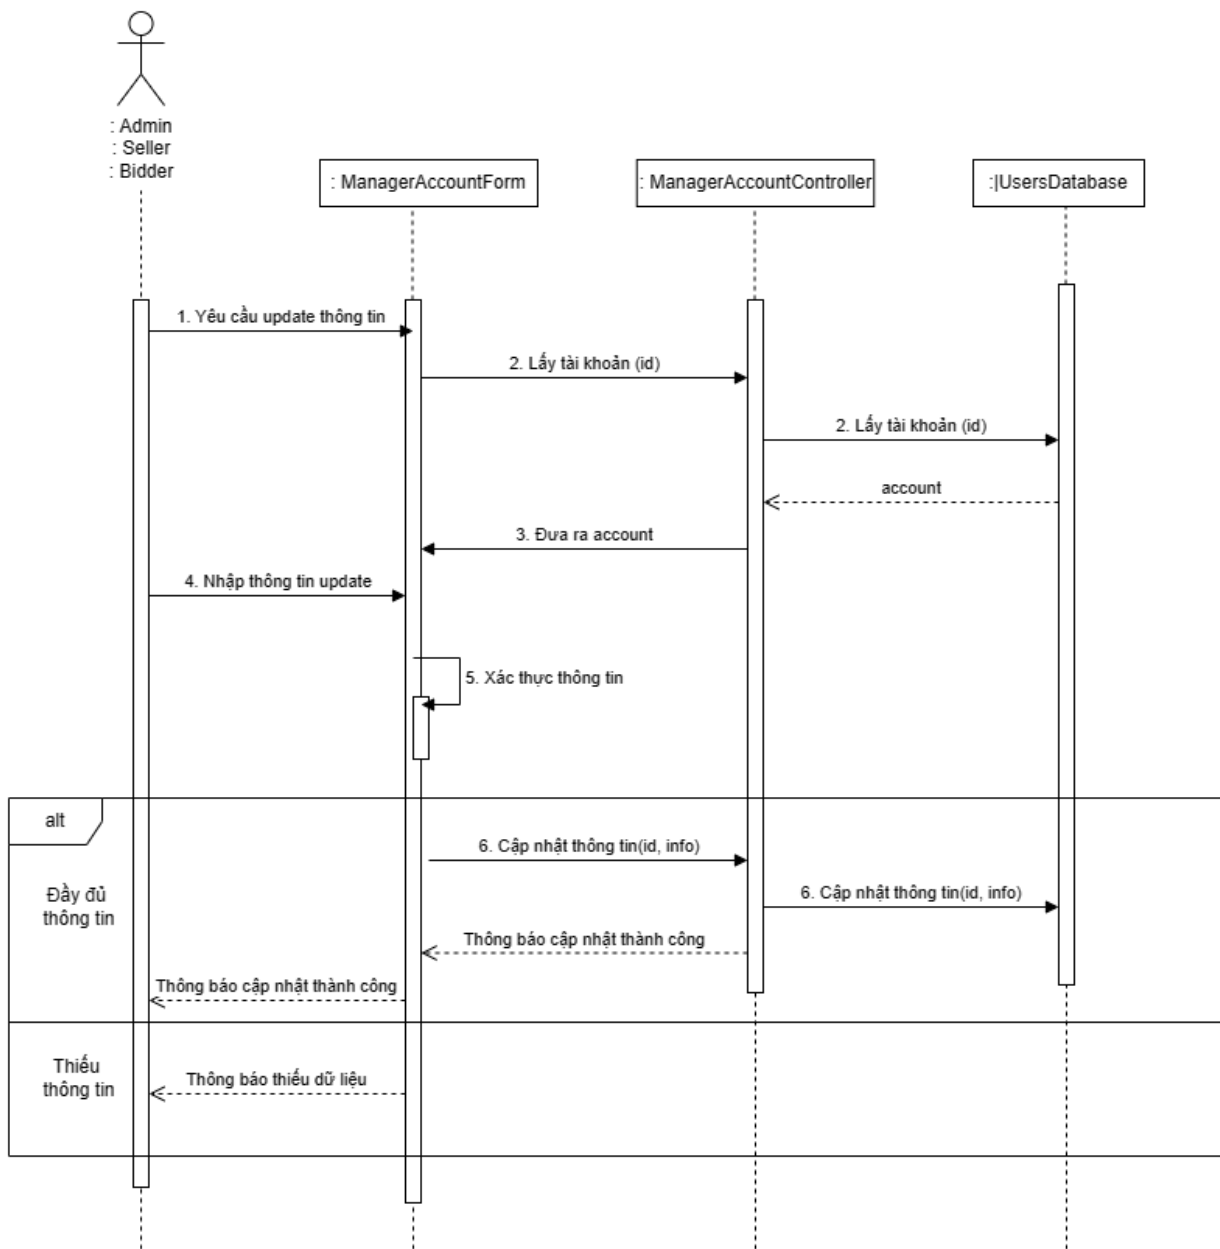 : Admin
: Seller
: Bidder
: ManagerAccountForm
: ManagerAccountController
:|UsersDatabase
1. Yêu cầu update thông tin
2. Lấy tài khoản (id)
2. Lấy tài khoản (id)
account
3. Đưa ra account
4. Nhập thông tin update
5. Xác thực thông tin
alt
6. Cập nhật thông tin(id, info)
Đầy đủ
thông tin
6. Cập nhật thông tin(id, info)
Thông báo cập nhật thành công
Thông báo cập nhật thành công
Thiếu
thông tin
Thông báo thiếu dữ liệu